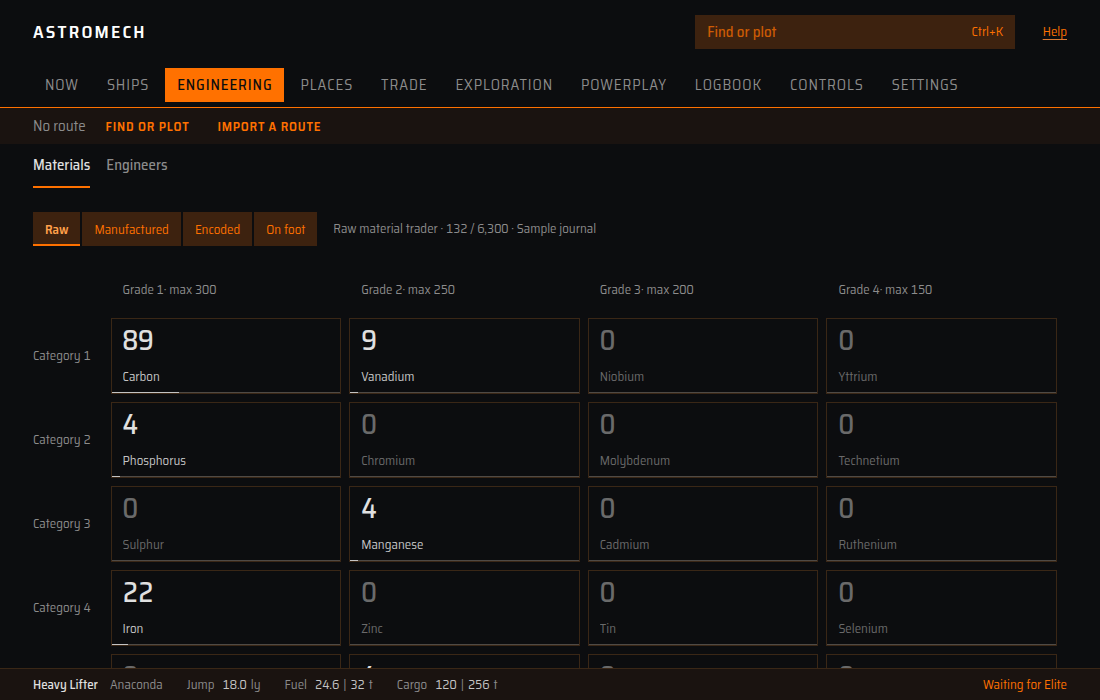 ASTROMECH
Find or plot Ctrl+K Help
NOW SHIPS ENGINEERING PLACES TRADE EXPLORATION POWERPLAY LOGBOOK CONTROLS SETTINGS
No route FIND OR PLOT IMPORT A ROUTE
Materials Engineers
Raw Manufactured Encoded On foot Raw material trader · 132 / 6,300 · Sample journal
Grade 1· max 300 Grade 2· max 250 Grade 3· max 200 Grade 4· max 150
Category 1
89 9 0 0
Carbon Vanadium Niobium Yttrium
Category 2
4 0 0 0
Phosphorus Chromium Molybdenum Technetium
Category 3
0 4 0 0
Sulphur Manganese Cadmium Ruthenium
Category 4
22 0 0 0
Iron Zinc Tin Selenium
Heavy Lifter Anaconda Jump 18.0 ly Fuel 24.6 | 32 t Cargo 120 | 256 t Waiting for Elite